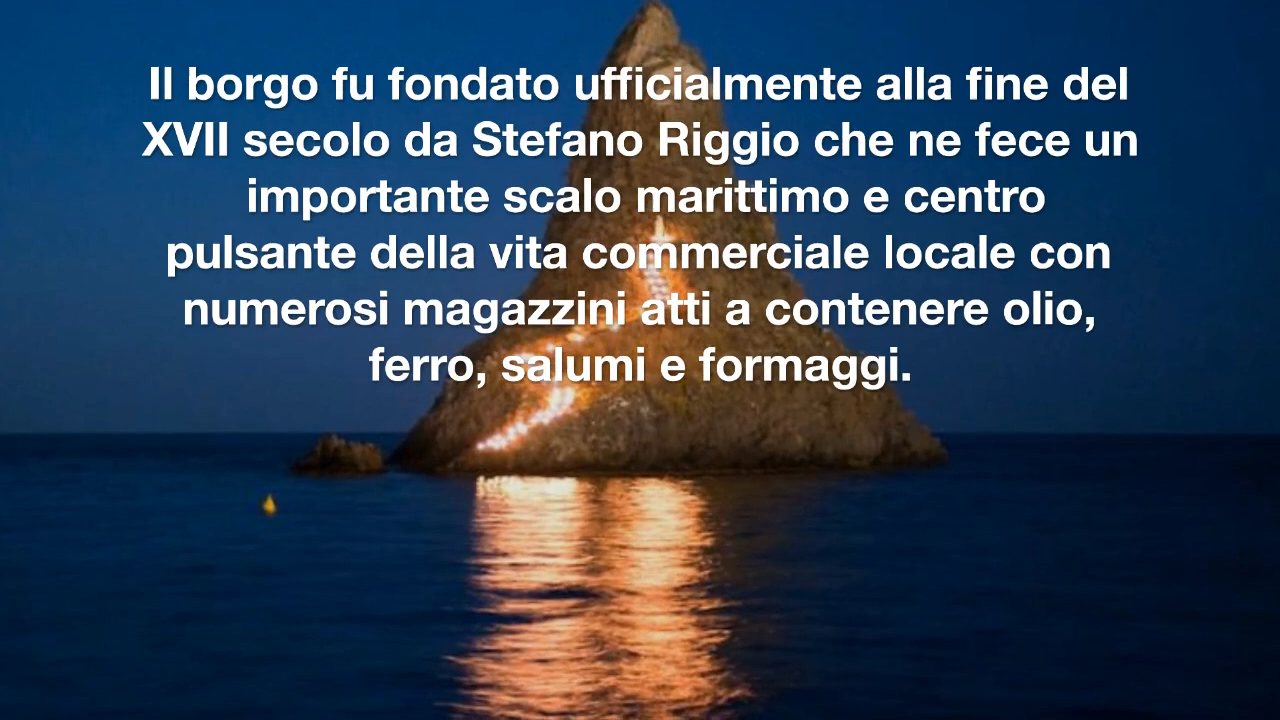 Il borgo fu fondato ufficialmente alla fine del
XVII secolo da Stefano Riggio che ne fece un
importante scalo marittimo e centro
pulsante della vita commerciale locale con
numerosi magazzini atti a contenere olio,
ferro, salumi e formaggi.